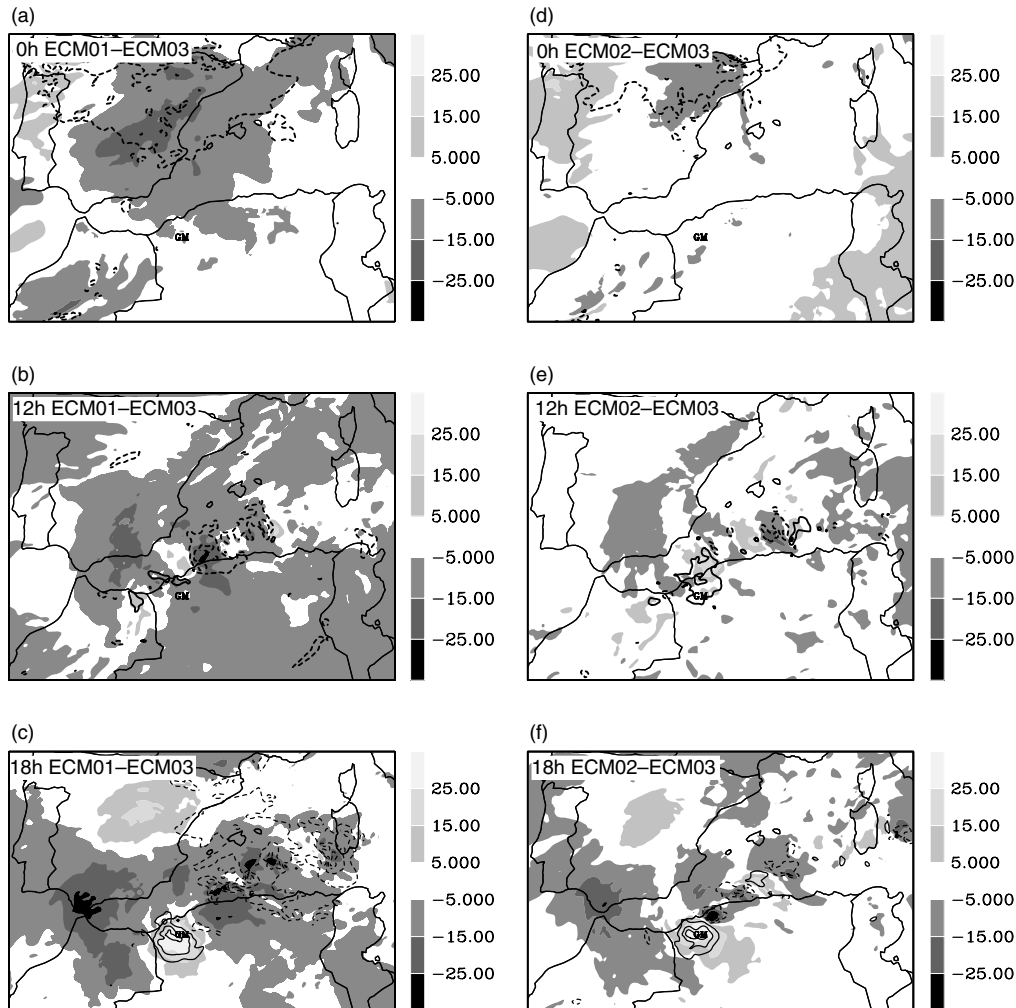 (a)
0h ECM01−ECM03
GM
25.00
15.00
5.000
−5.000
−15.00
−25.00
(d)
0h ECM02−ECM03
GM
25.00
15.00
5.000
−5.000
−15.00
−25.00
(b)
12h ECM01−ECM03
GM
25.00
15.00
5.000
−5.000
−15.00
−25.00
(e)
12h ECM02−ECM03
GM
25.00
15.00
5.000
−5.000
−15.00
−25.00
(c)
18h ECM01−ECM03
GM
25.00
15.00
5.000
−5.000
−15.00
−25.00
(f)
18h ECM02−ECM03
GM
25.00
15.00
5.000
−5.000
−15.00
−25.00